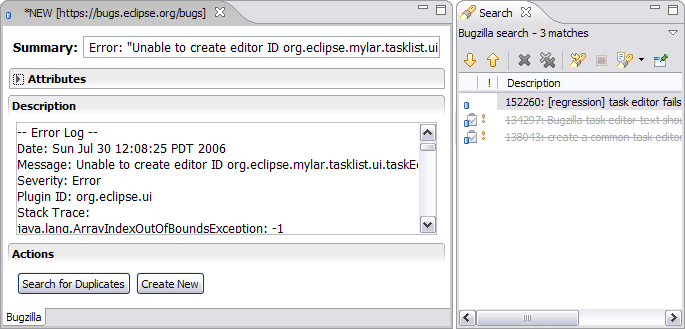 *NEW [https://bugs.eclipse.org/bugs]
Summary: Error: "Unable to create editor ID org.eclipse.mylar.tasklist.ui
Attributes
Description
-- Error Log --
Date: Sun Jul 30 12:08:25 PDT 2006
Message: Unable to create editor ID org.eclipse.mylar.tasklist.ui.taskE
Severity: Error
Plugin ID: org.eclipse.ui
Stack Trace:
java.lang.ArrayIndexOutOfBoundsException: -1
Actions
Search for Duplicates Create New
Bugzilla
Search
Bugzilla search - 3 matches
! Description
152260: [regression] task editor fails
134297: Bugzilla task editor text shou
138043: create a common task editor